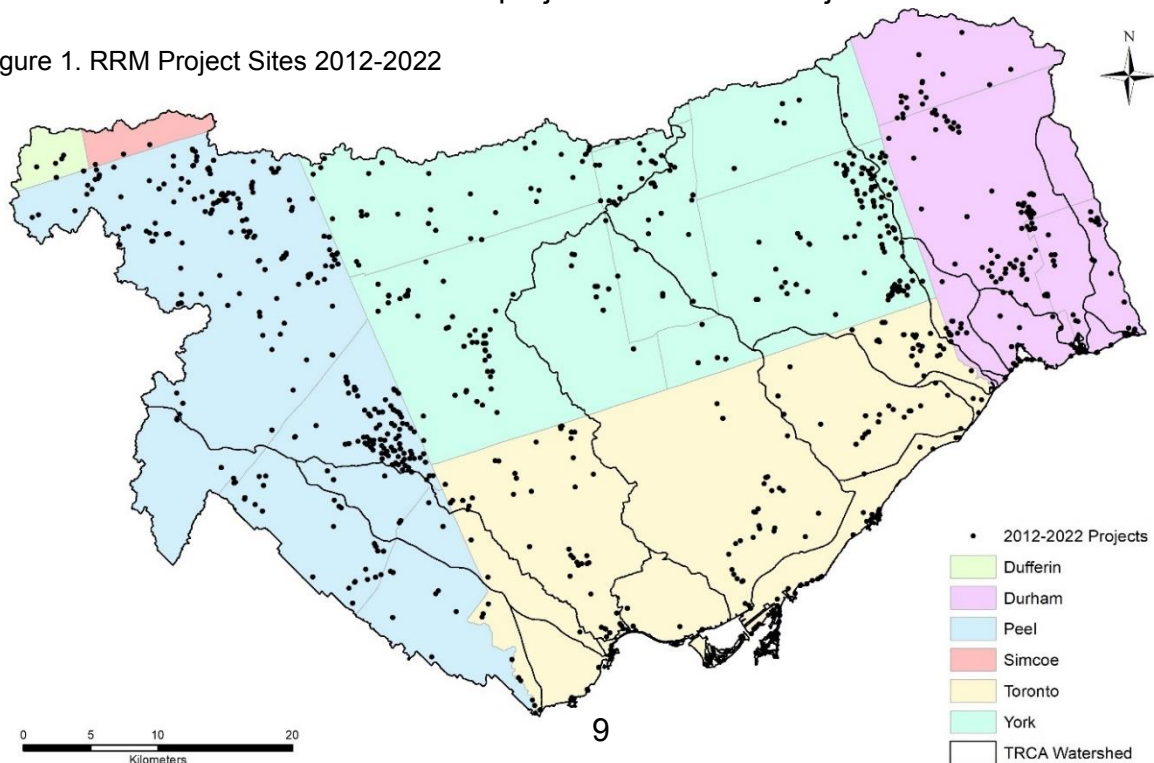 gure 1. RRM Project Sites 2012-2022
N
2012-2022 Projects
Dufferin
Durham
Peel
Simcoe
Toronto
York
TRCA Watershed
0 5 10 20
Kilometers
9